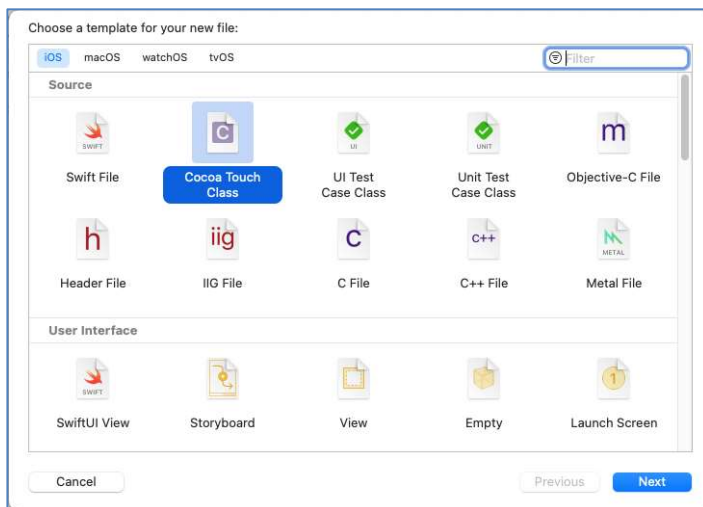 Choose a template for your new file:
iOS macOS watchOS tvOS Filter
Source
SWIFT C UI UNIT m
Swift File Cocoa Touch Class UI Test Case Class Unit Test Case Class Objective-C File
h iig C C++ METAL
Header File IIG File C File C++ File Metal File
User Interface
SWIFT 1
SwiftUI View Storyboard View Empty Launch Screen
Cancel Previous Next